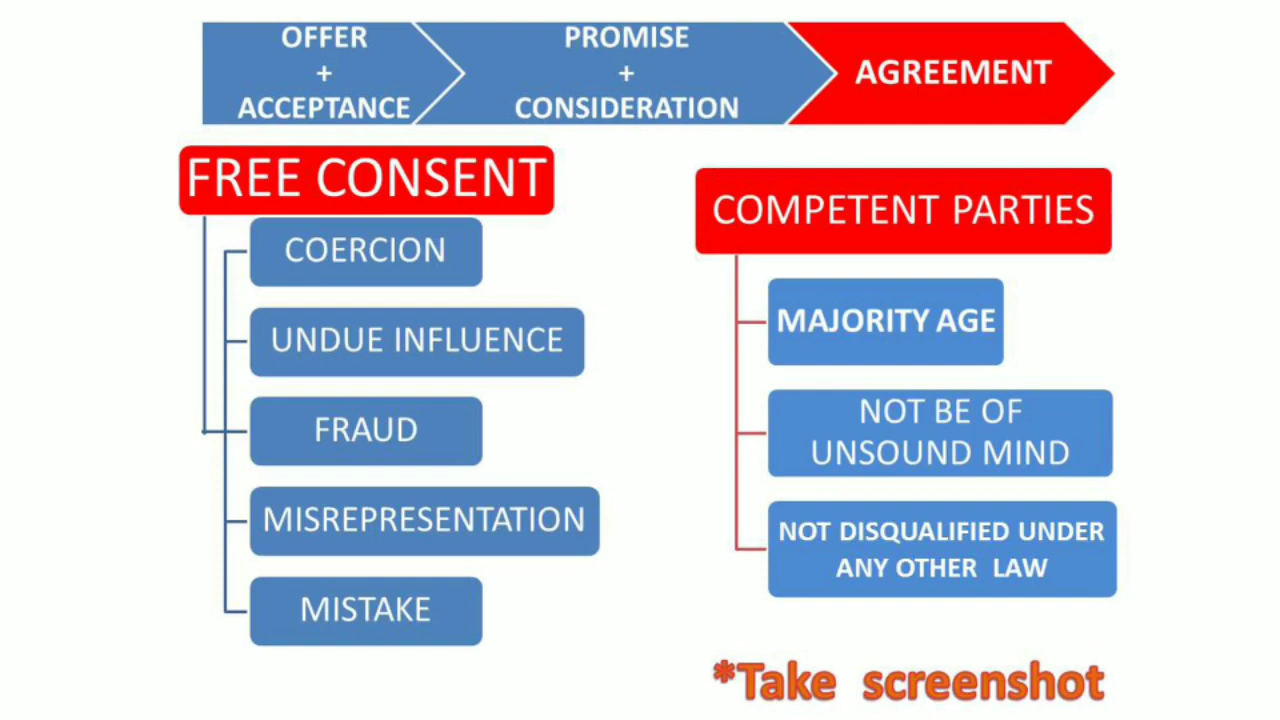 OFFER
+
ACCEPTANCE
PROMISE
+
CONSIDERATION
AGREEMENT
FREE CONSENT
COERCION
UNDUE INFLUENCE
FRAUD
MISREPRESENTATION
MISTAKE
COMPETENT PARTIES
MAJORITY AGE
NOT BE OF
UNSOUND MIND
NOT DISQUALIFIED UNDER
ANY OTHER LAW
*Take screenshot